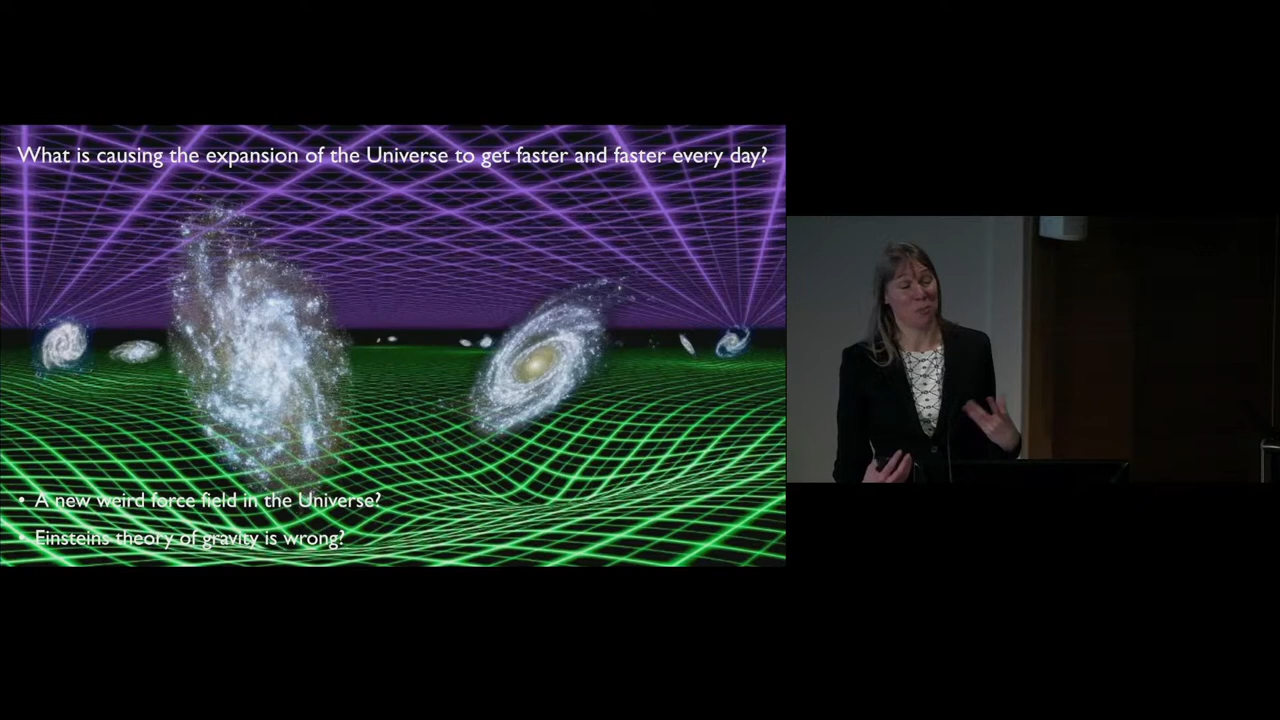 What is causing the expansion of the Universe to get faster and faster every day?
• A new weird force field in the Universe?
• Einsteins theory of gravity is wrong?